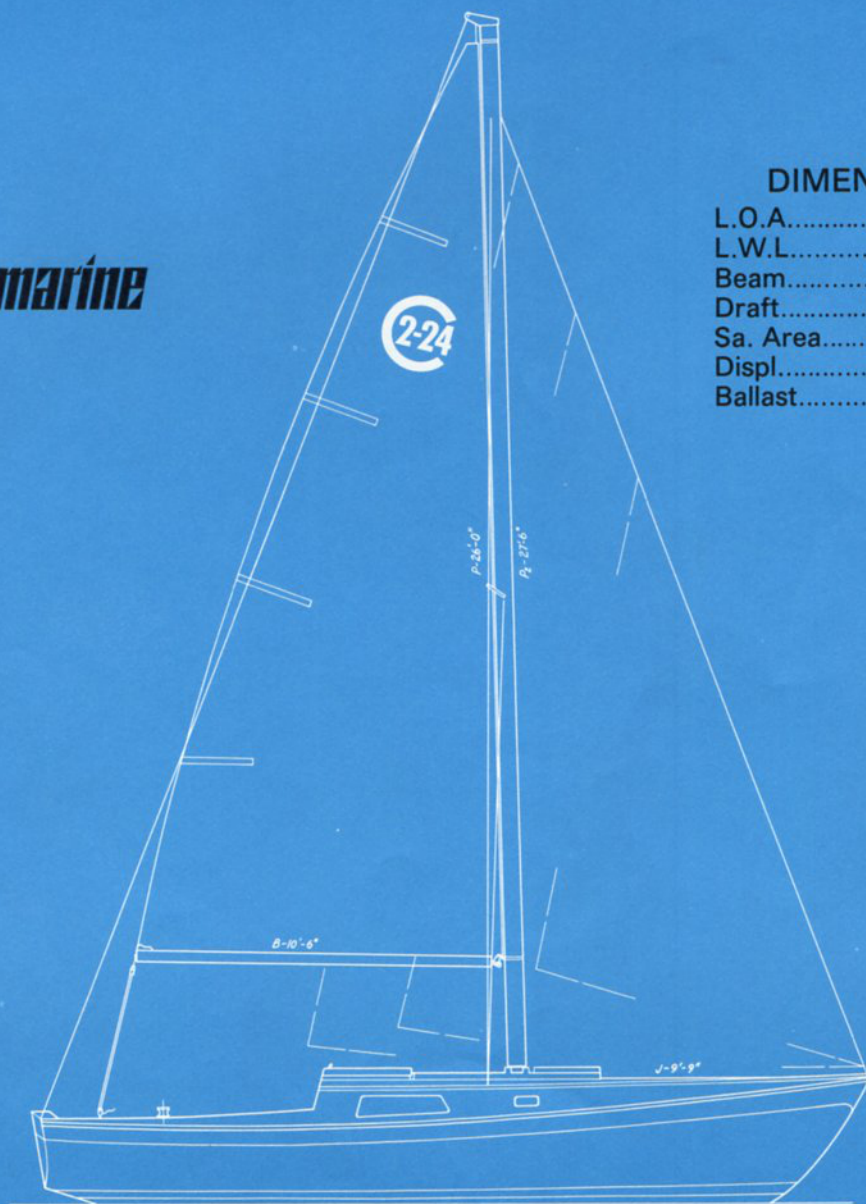 marine
2-24
DIMEN
L.O.A..........
L.W.L..........
Beam..........
Draft..........
Sa. Area.......
Displ..........
Ballast.........
P-26'-0"
P2-27'-6"
B-10'-6"
J-9'-9"